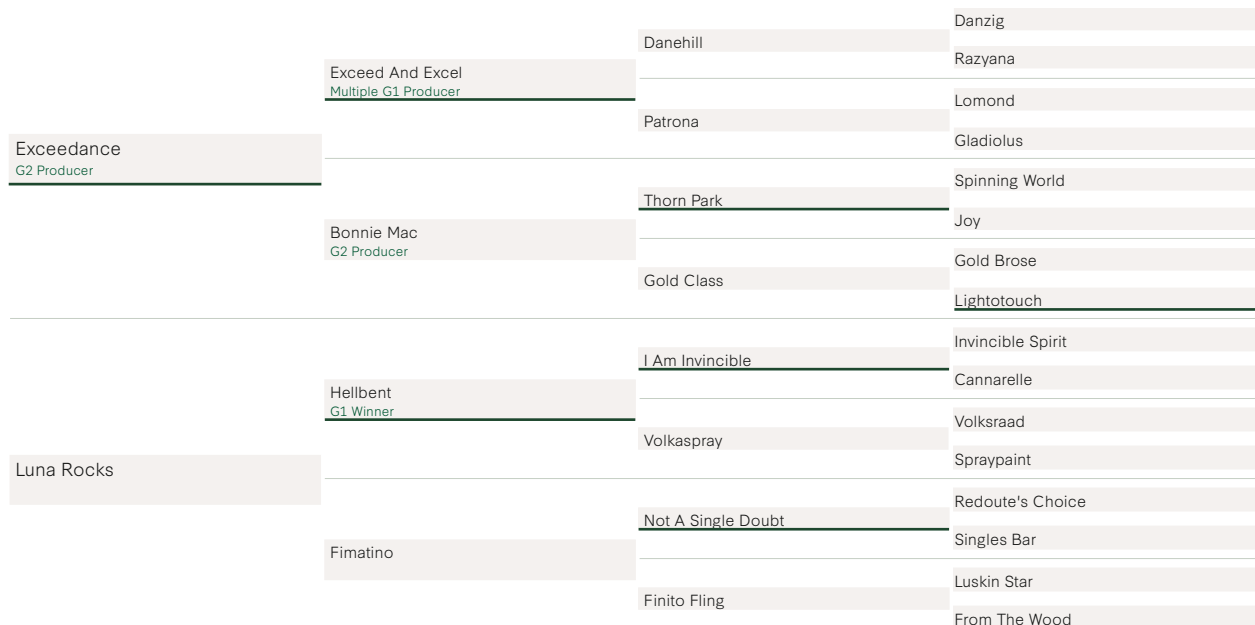 Exceedance
G2 Producer
Luna Rocks
Exceed And Excel
Multiple G1 Producer
Bonnie Mac
G2 Producer
Hellbent
G1 Winner
Fimatino
Danehill
Patrona
Thorn Park
Gold Class
I Am Invincible
Volkaspray
Not A Single Doubt
Finito Fling
Danzig
Razyana
Lomond
Gladiolus
Spinning World
Joy
Gold Brose
Lightotouch
Invincible Spirit
Cannarelle
Volksraad
Spraypaint
Redoute's Choice
Singles Bar
Luskin Star
From The Wood